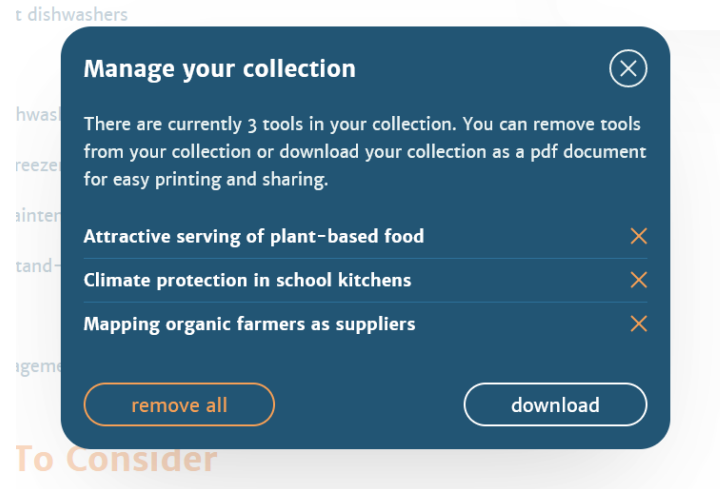 t dishwashers
Manage your collection
There are currently 3 tools in your collection. You can remove tools
from your collection or download your collection as a pdf document
for easy printing and sharing.
Attractive serving of plant-based food
Climate protection in school kitchens
Mapping organic farmers as suppliers
remove all
download
To Consider